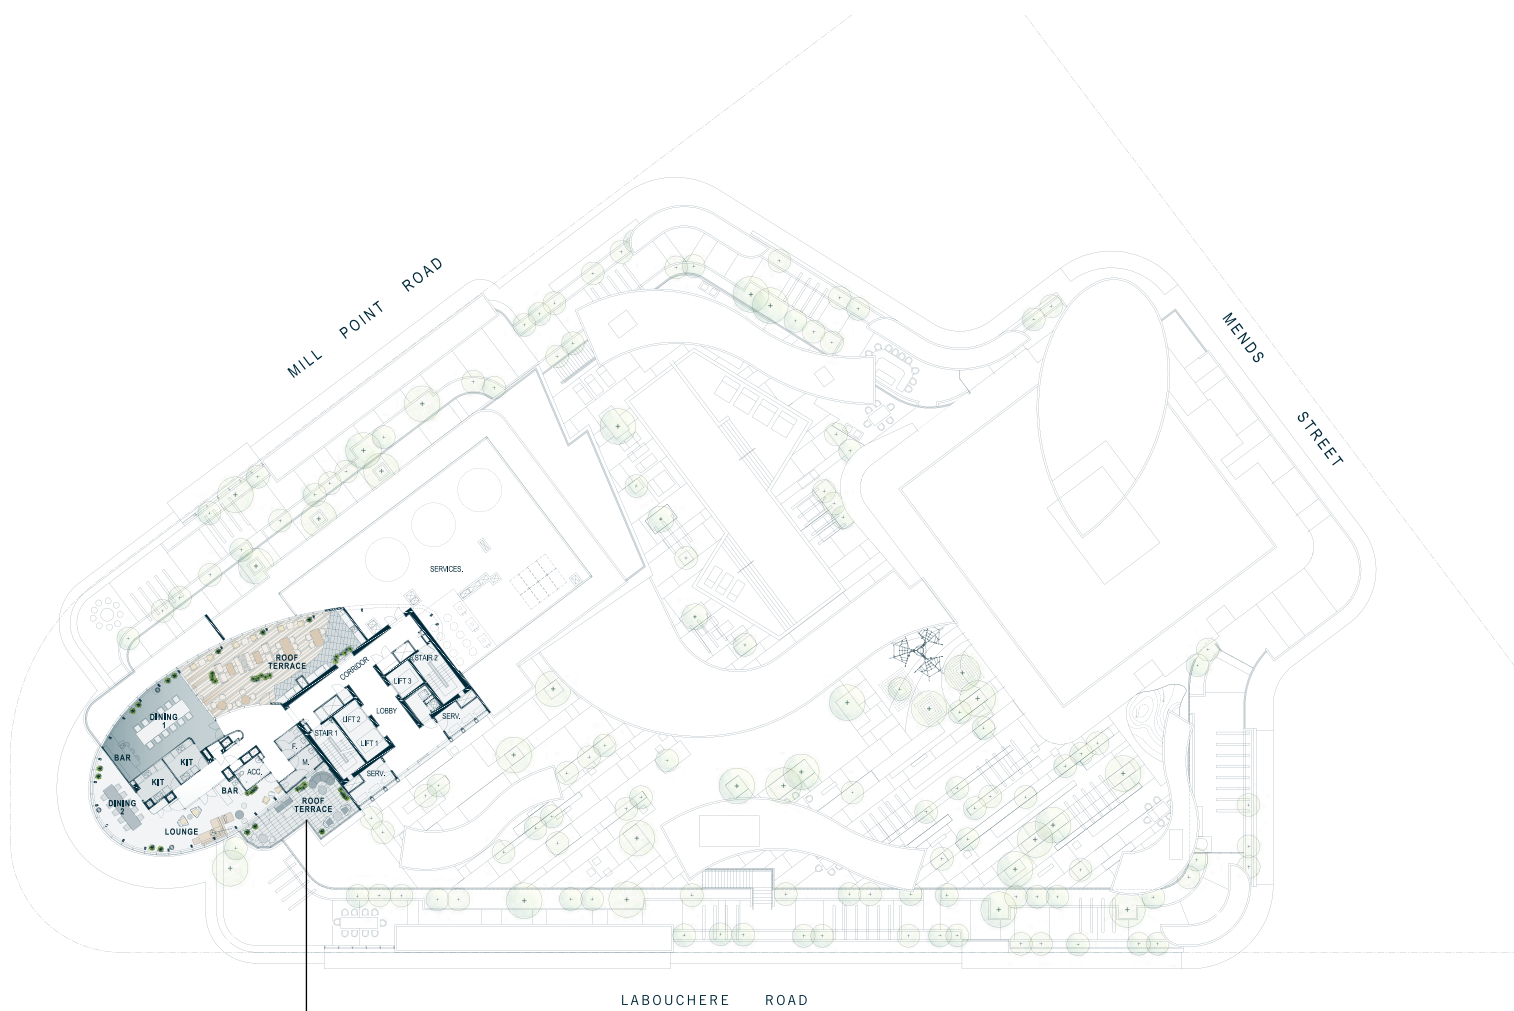 MILL POINT ROAD
MENDS STREET
SERVICES.
ROOF
TERRACE
CORRIDOR
STAIR 2
LIFT 3
LOBBY
SERV.
LIFT 2
STAIR 1
LIFT 1
SERV.
F.
M.
ACC.
DINING
1
BAR
KIT
KIT
BAR
DINING
2
LOUNGE
ROOF
TERRACE
LABOUCHERE ROAD